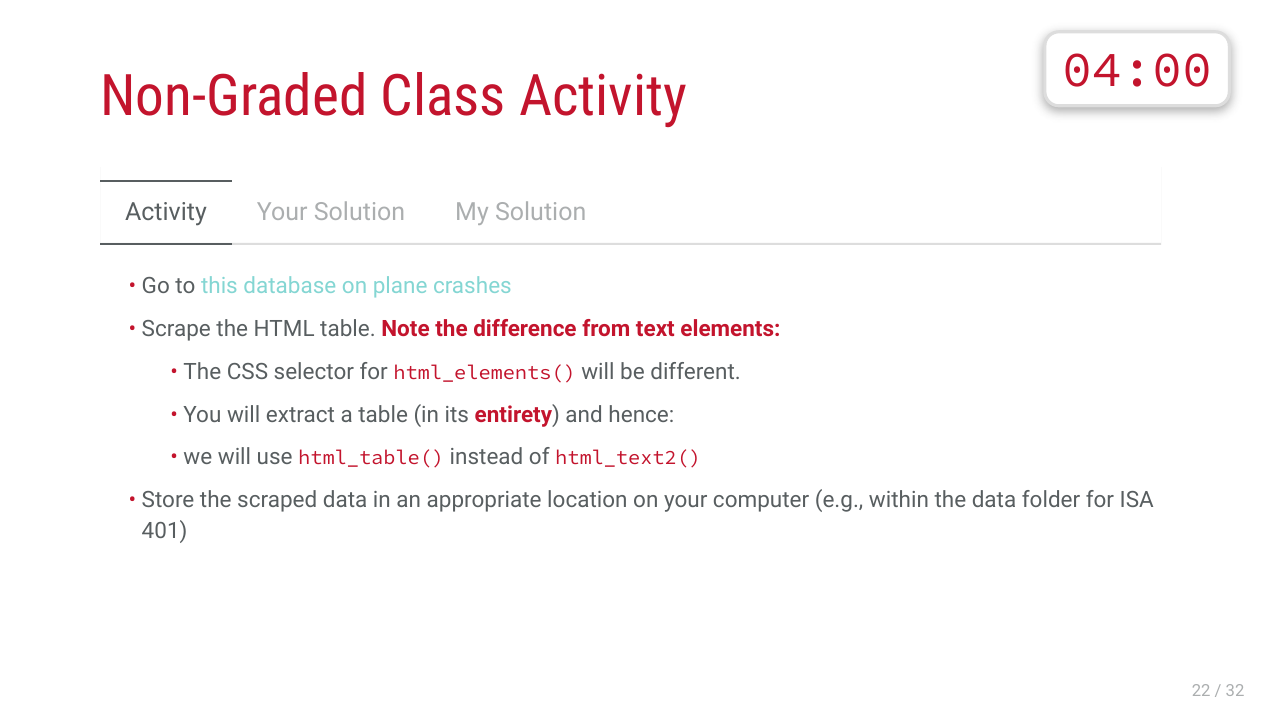 04:00
Non-Graded Class Activity
Activity Your Solution My Solution
• Go to this database on plane crashes
• Scrape the HTML table. Note the difference from text elements:
• The CSS selector for html_elements() will be different.
• You will extract a table (in its entirety) and hence:
• we will use html_table() instead of html_text2()
• Store the scraped data in an appropriate location on your computer (e.g., within the data folder for ISA
401)
22 / 32